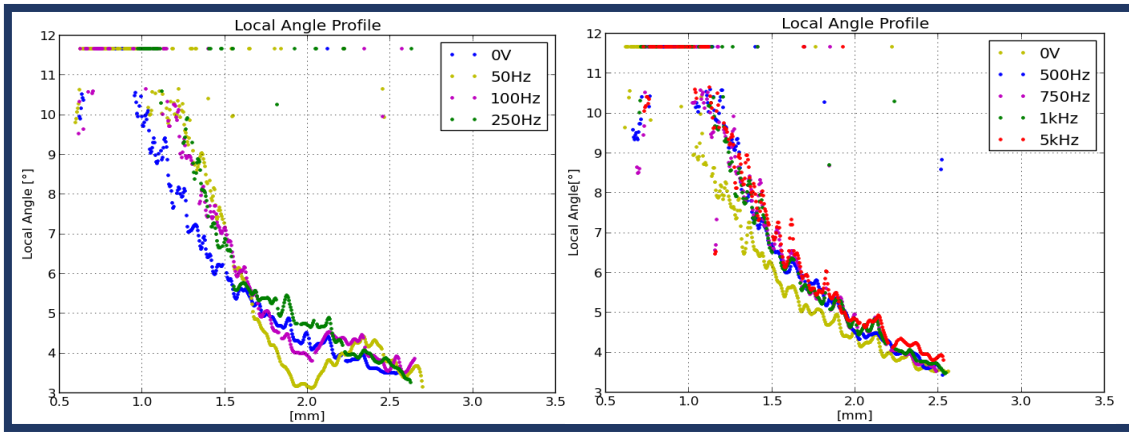 Local Angle Profile
12
11
10
9
8
7
6
5
4
3
Local Angle [°]
0.5 1.0 1.5 2.0 2.5 3.0 3.5
[mm]
0V
50Hz
100Hz
250Hz
Local Angle Profile
12
11
10
9
8
7
6
5
4
3
Local Angle[°]
0.5 1.0 1.5 2.0 2.5 3.0 3.5
[mm]
0V
500Hz
750Hz
1kHz
5kHz